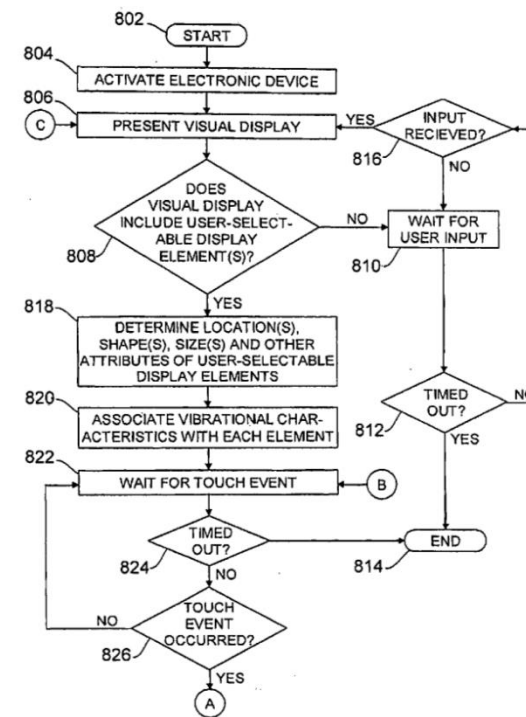 802
START
804
ACTIVATE ELECTRONIC DEVICE
806
C
PRESENT VISUAL DISPLAY
YES
INPUT
RECIEVED?
816
NO
DOES
VISUAL DISPLAY
INCLUDE USER-SELECT-
ABLE DISPLAY
ELEMENT(S)?
808
NO
WAIT FOR
USER INPUT
810
YES
818
DETERMINE LOCATION(S),
SHAPE(S), SIZE(S) AND OTHER
ATTRIBUTES OF USER-SELECTABLE
DISPLAY ELEMENTS
820
ASSOCIATE VIBRATIONAL CHAR-
ACTERISTICS WITH EACH ELEMENT
TIMED
OUT?
812
NO
YES
822
WAIT FOR TOUCH EVENT
B
TIMED
OUT?
824
NO
END
814
TOUCH
EVENT
OCCURRED?
826
NO
YES
A